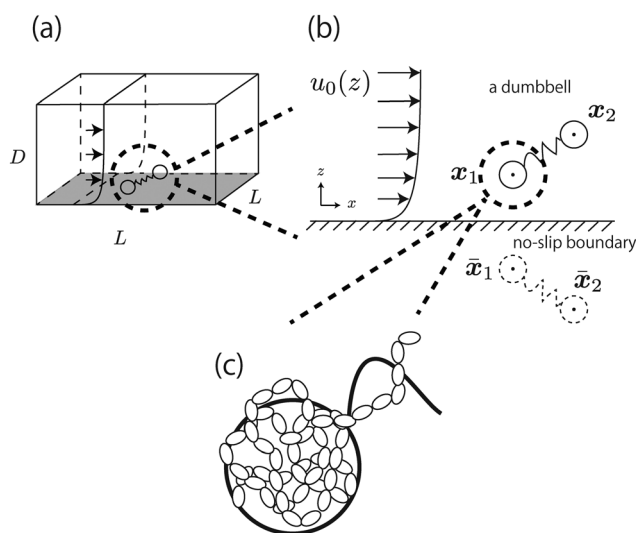 (a)
D
L
L
(b)
u₀(z)
z
x
a dumbbell
x₁
x₂
no-slip boundary
x̄₁
x̄₂
(c)